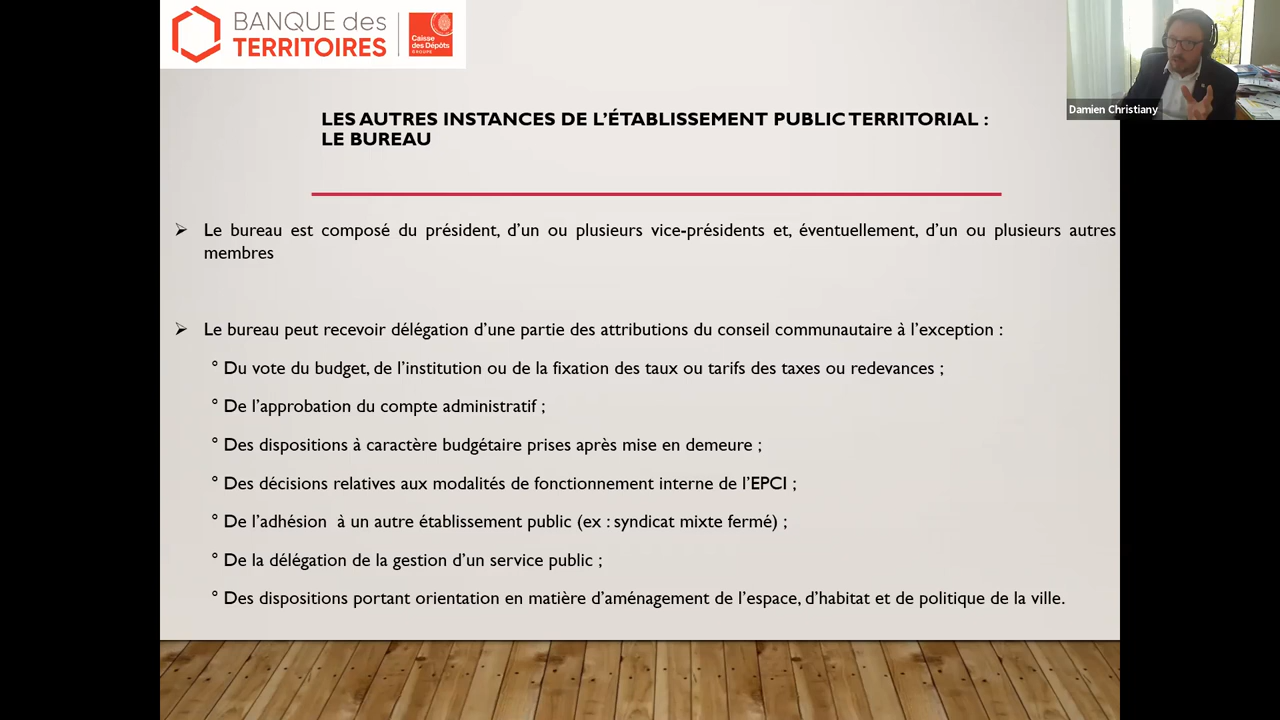 BANQUE des
TERRITOIRES
Caisse
des Dépôts
GROUPE
Damien Christiany
LES AUTRES INSTANCES DE L’ÉTABLISSEMENT PUBLIC TERRITORIAL :
LE BUREAU
➢ Le bureau est composé du président, d’un ou plusieurs vice-présidents et, éventuellement, d’un ou plusieurs autres
membres
➢ Le bureau peut recevoir délégation d’une partie des attributions du conseil communautaire à l’exception :
° Du vote du budget, de l’institution ou de la fixation des taux ou tarifs des taxes ou redevances ;
° De l’approbation du compte administratif ;
° Des dispositions à caractère budgétaire prises après mise en demeure ;
° Des décisions relatives aux modalités de fonctionnement interne de l’EPCI ;
° De l’adhésion à un autre établissement public (ex : syndicat mixte fermé) ;
° De la délégation de la gestion d’un service public ;
° Des dispositions portant orientation en matière d’aménagement de l’espace, d’habitat et de politique de la ville.